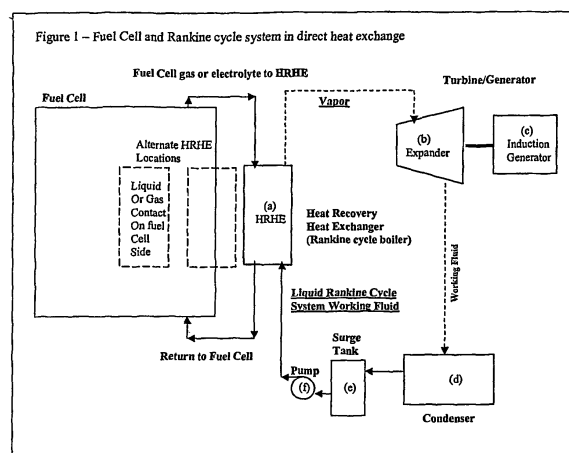 Figure 1 – Fuel Cell and Rankine cycle system in direct heat exchange
Fuel Cell gas or electrolyte to HRHE
Turbine/Generator
Fuel Cell
Vapor
(b)
Expander
(c)
Induction
Generator
Alternate HRHE
Locations
Liquid
Or Gas
Contact
On fuel
Cell
Side
(a)
HRHE
Heat Recovery
Heat Exchanger
(Rankine cycle boiler)
Working Fluid
Liquid Rankine Cycle
System Working Fluid
Return to Fuel Cell
Surge
Tank
Pump
(f)
(e)
(d)
Condenser